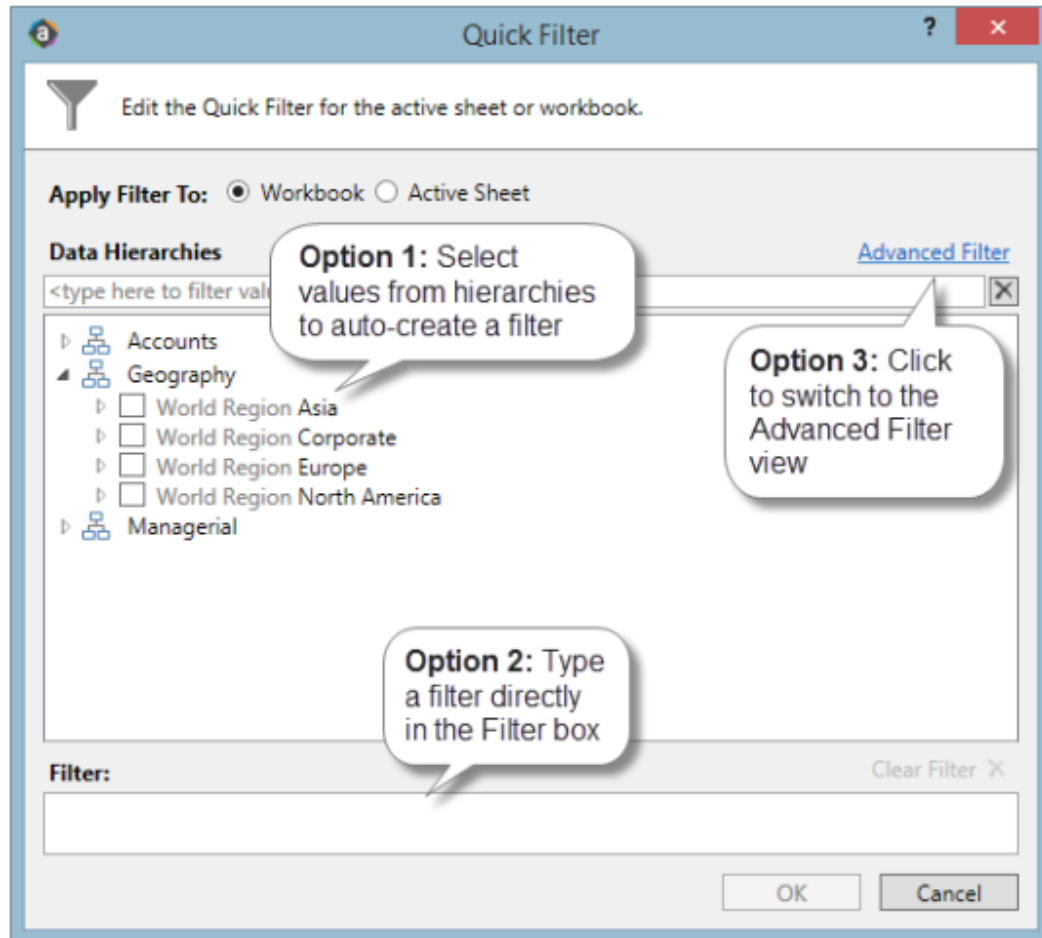 Quick Filter
?
Edit the Quick Filter for the active sheet or workbook.
Apply Filter To: Workbook Active Sheet
Data Hierarchies
Advanced Filter
<type here to filter
Option 1: Select
values from hierarchies
to auto-create a filter
Accounts
Geography
World Region Asia
World Region Corporate
World Region Europe
World Region North America
Managerial
Option 3: Click
to switch to the
Advanced Filter
view
Option 2: Type
a filter directly
in the Filter box
Filter:
Clear Filter
OK
Cancel